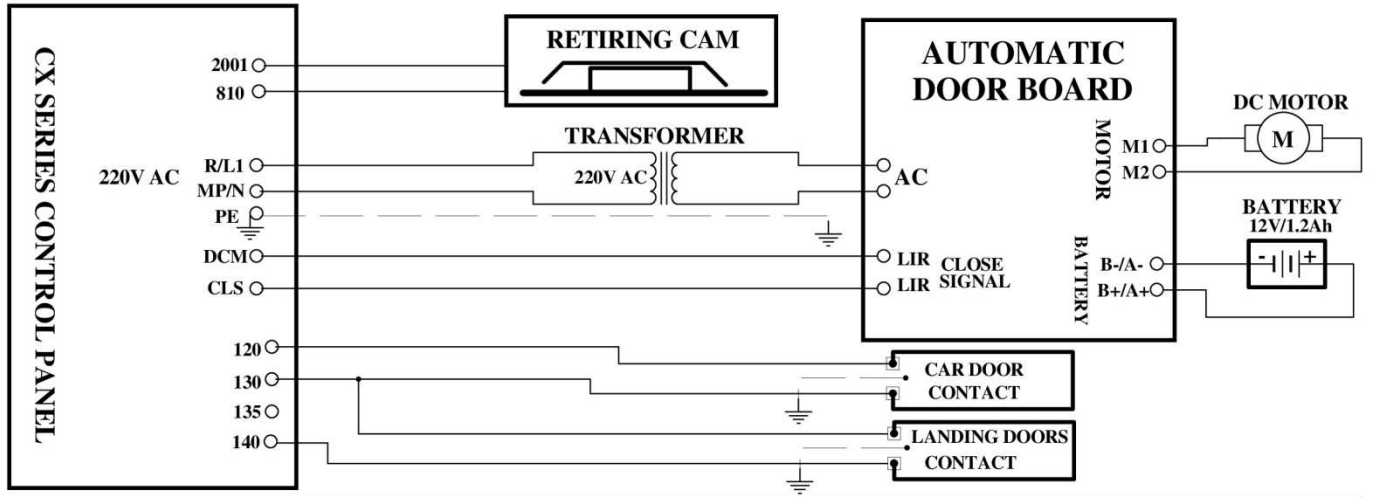 CX SERIES CONTROL PANEL
2001
810
220V AC
R/L1
MP/N
PE
DCM
CLS
120
130
135
140
RETIRING CAM
TRANSFORMER
220V AC
AUTOMATIC
DOOR BOARD
AC
LIR
LIR
CLOSE
SIGNAL
MOTOR
M1
M2
BATTERY
B-/A-
B+/A+
DC MOTOR
M
BATTERY
12V/1.2Ah
- +
CAR DOOR
CONTACT
LANDING DOORS
CONTACT